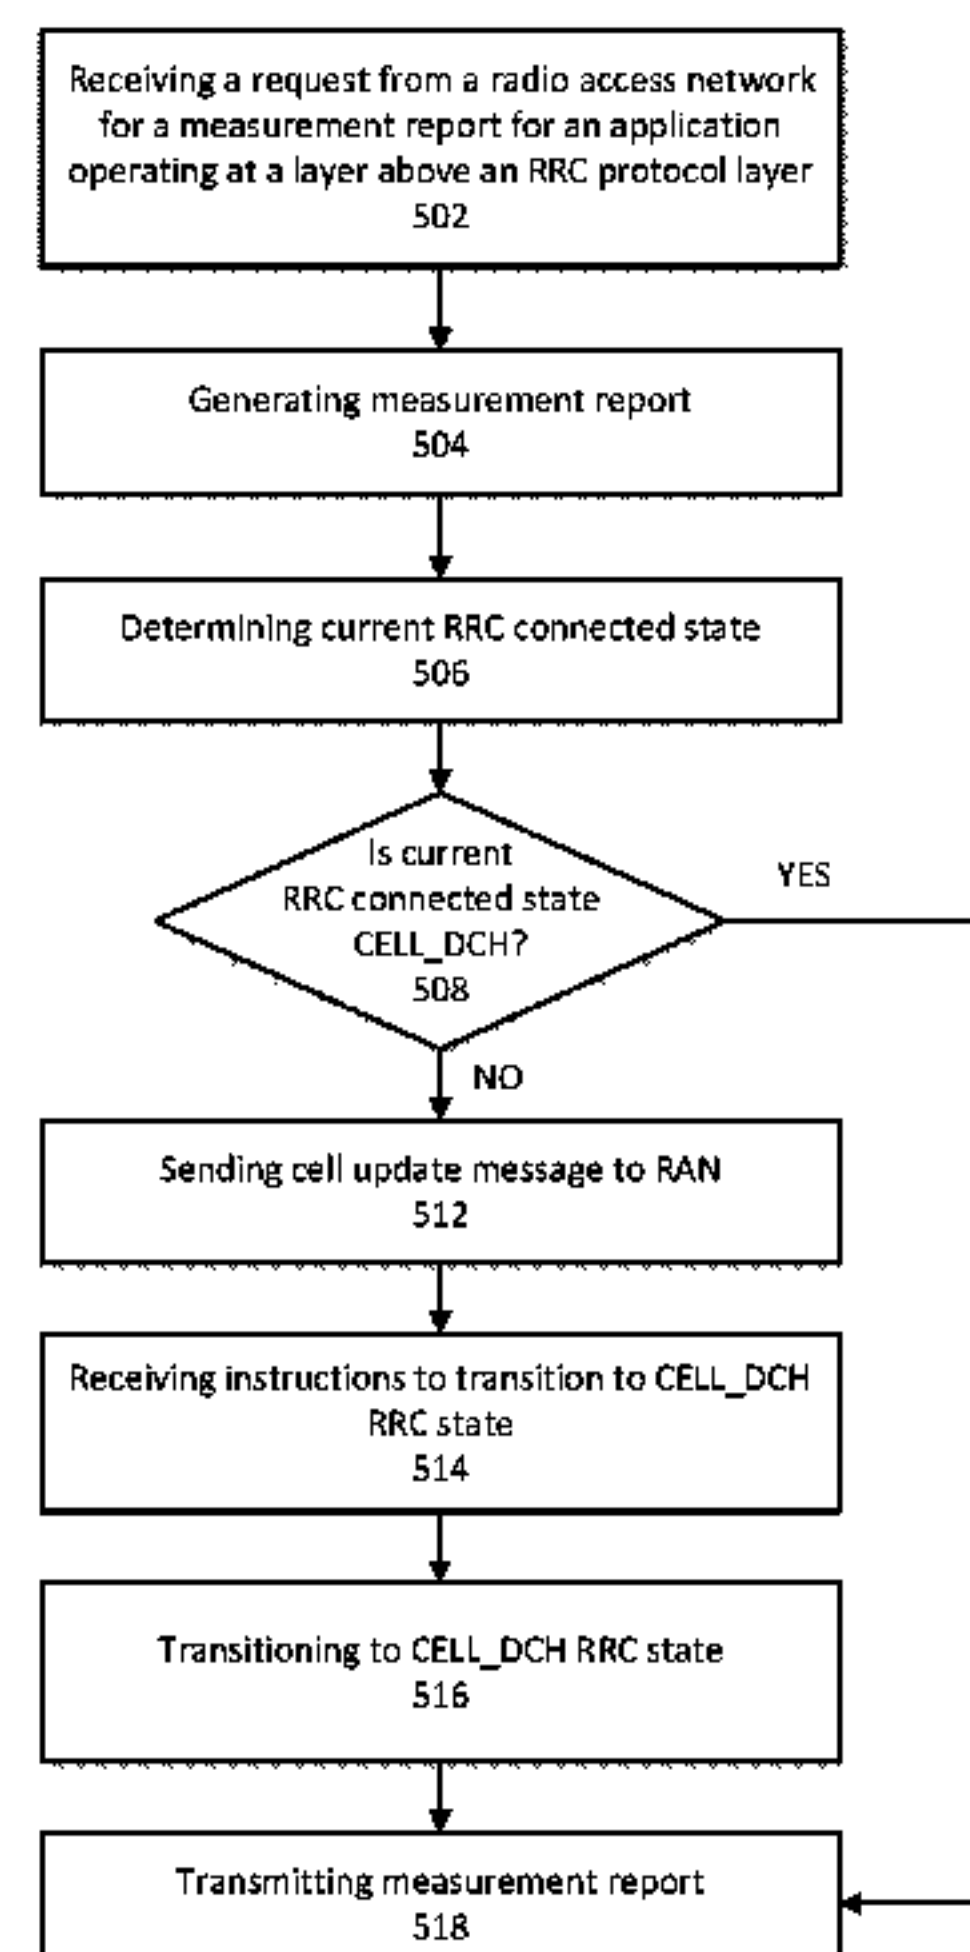 Receiving a request from a radio access network
for a measurement report for an application
operating at a layer above an RRC protocol layer
502
Generating measurement report
504
Determining current RRC connected state
506
Is current
RRC connected state
CELL_DCH?
508
YES
NO
Sending cell update message to RAN
512
Receiving instructions to transition to CELL_DCH
RRC state
514
Transitioning to CELL_DCH RRC state
516
Transmitting measurement report
518